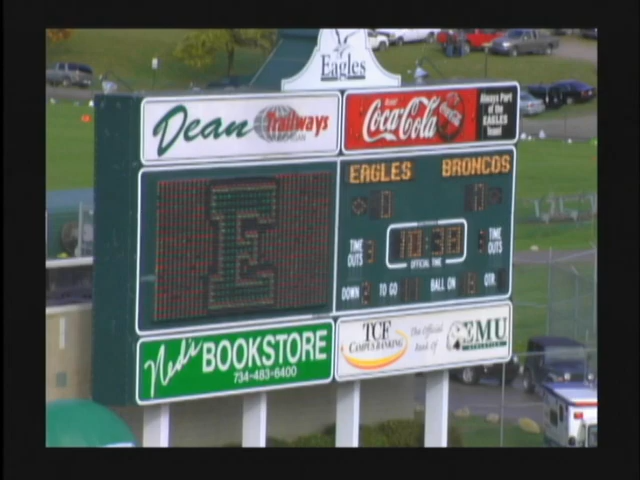 Eagles
Dean Trailways
Coca-Cola
Always Part of
the EAGLES
Team!
EAGLES BRONCOS
10:38
OFFICIAL TIME
TIME
OUTS
TIME
OUTS
DOWN TO GO BALL ON QTR
E
Ned's BOOKSTORE
734-483-6400
TCF
CAMPUS BANKING
The Official
Bank of
EMU